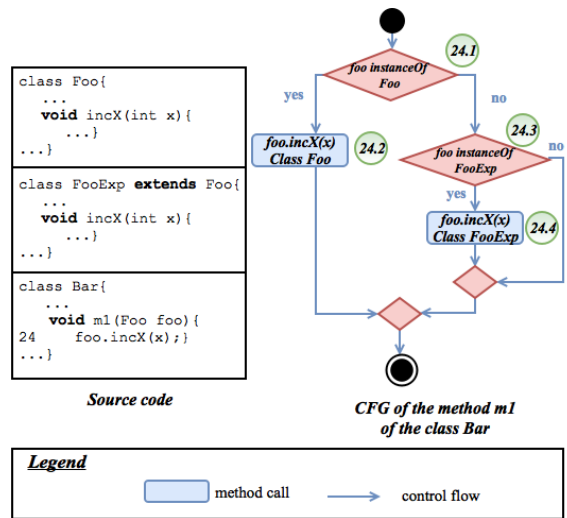 class Foo{
...
void incX(int x){
...}
...}
class FooExp extends Foo{
...
void incX(int x){
...}
...}
class Bar{
...
void m1(Foo foo){
24 foo.incX(x);}
...}
Source code
foo instanceOf
Foo
24.1
yes
no
foo.incX(x)
Class Foo
24.2
24.3
foo instanceOf
FooExp
no
yes
foo.incX(x)
Class FooExp
24.4
CFG of the method m1
of the class Bar
Legend
method call
control flow